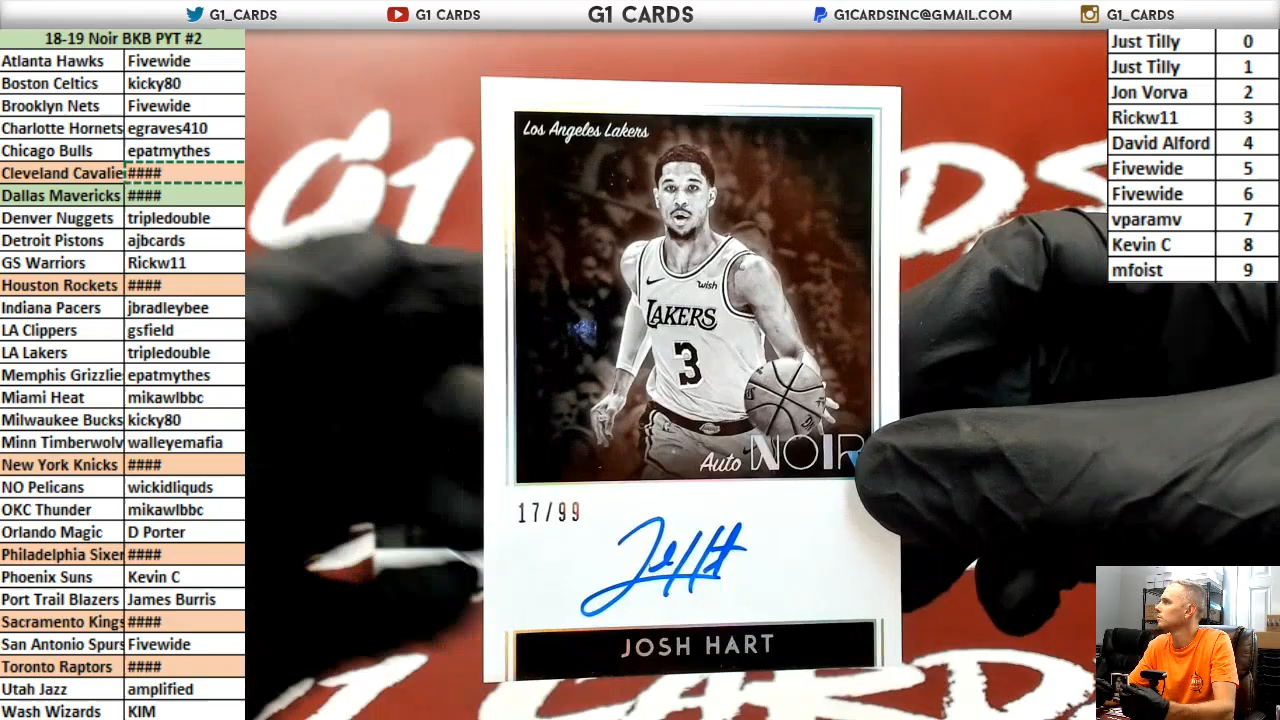 G1_CARDS
G1 CARDS
G1 CARDS
G1CARDSINC@GMAIL.COM
G1_CARDS
18-19 Noir BKB PYT #2
Atlanta Hawks Fivewide
Boston Celtics kicky80
Brooklyn Nets Fivewide
Charlotte Hornets egraves410
Chicago Bulls epatmythes
Cleveland Cavalie ####
Dallas Mavericks ####
Denver Nuggets tripledouble
Detroit Pistons ajbcards
GS Warriors Rickw11
Houston Rockets ####
Indiana Pacers jbradleybee
LA Clippers gsfield
LA Lakers tripledouble
Memphis Grizzlie epatmythes
Miami Heat mikawlbbc
Milwaukee Bucks kicky80
Minn Timberwolv walleyemafia
New York Knicks ####
NO Pelicans wickidliquds
OKC Thunder mikawlbbc
Orlando Magic D Porter
Philadelphia Sixer ####
Phoenix Suns Kevin C
Port Trail Blazers James Burris
Sacramento Kings ####
San Antonio Spurs Fivewide
Toronto Raptors ####
Utah Jazz amplified
Wash Wizards KIM
Just Tilly 0
Just Tilly 1
Jon Vorva 2
Rickw11 3
David Alford 4
Fivewide 5
Fivewide 6
vparamv 7
Kevin C 8
mfoist 9
G1
DS
Los Angeles Lakers
wish
LAKERS
3
Auto NOIR
17/99
Josh Hart
JOSH HART
G1 CARDS